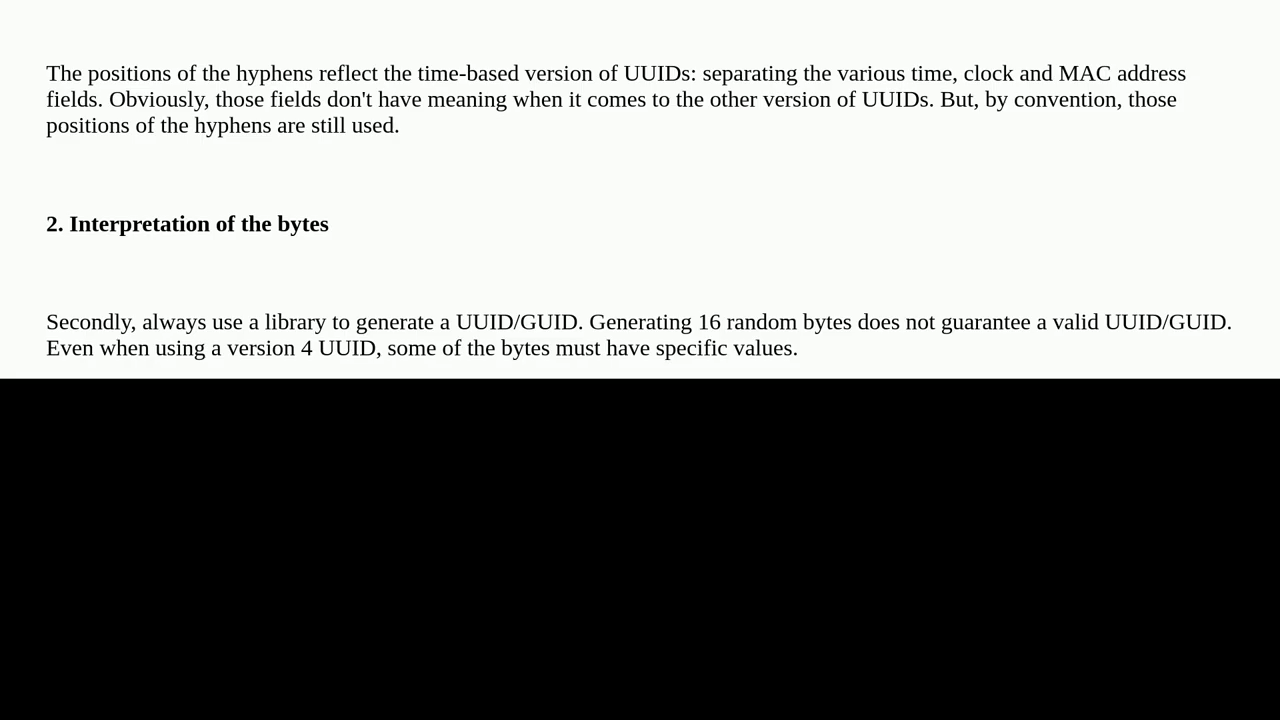 The positions of the hyphens reflect the time-based version of UUIDs: separating the various time, clock and MAC address
fields. Obviously, those fields don't have meaning when it comes to the other version of UUIDs. But, by convention, those
positions of the hyphens are still used.
2. Interpretation of the bytes
Secondly, always use a library to generate a UUID/GUID. Generating 16 random bytes does not guarantee a valid UUID/GUID.
Even when using a version 4 UUID, some of the bytes must have specific values.